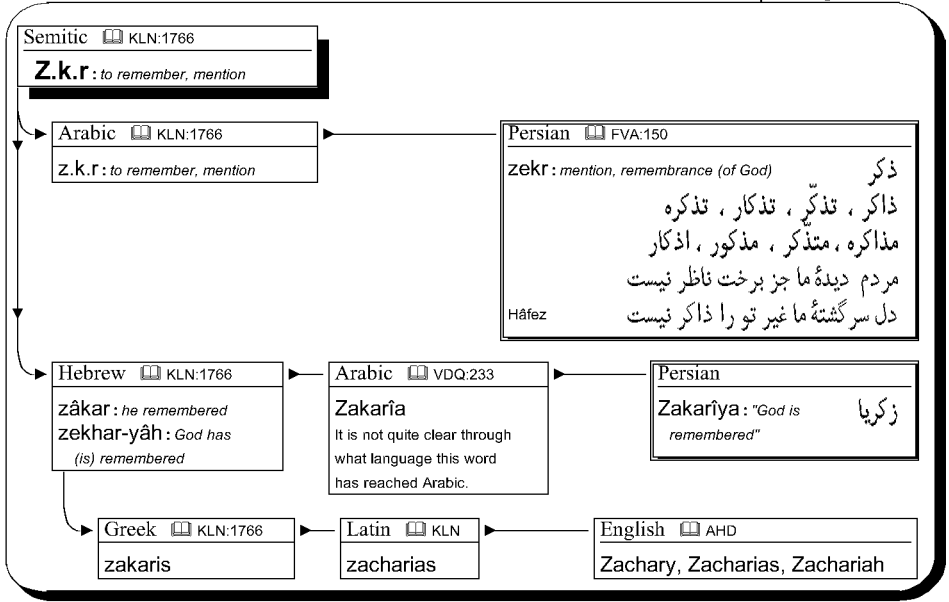 Semitic KLN:1766
Z.k.r : to remember, mention
Arabic KLN:1766
z.k.r : to remember, mention
Persian FVA:150
zekr : mention, remembrance (of God) ذکر
ذاکر ، تذکّر ، تذکار ، تذکره
مذاکره ، متذّکر ، مذکور ، اذکار
مردم دیدهٔ ما جز برخت ناظر نیست
دل سرگشتهٔ ما غیر تو را ذاکر نیست Hâfez
Hebrew KLN:1766
zâkar : he remembered
zekhar-yâh : God has
(is) remembered
Arabic VDQ:233
Zakarîa
It is not quite clear through
what language this word
has reached Arabic.
Persian
Zakarîya : "God is زکریا
remembered"
Greek KLN:1766
zakaris
Latin KLN
zacharias
English AHD
Zachary, Zacharias, Zachariah